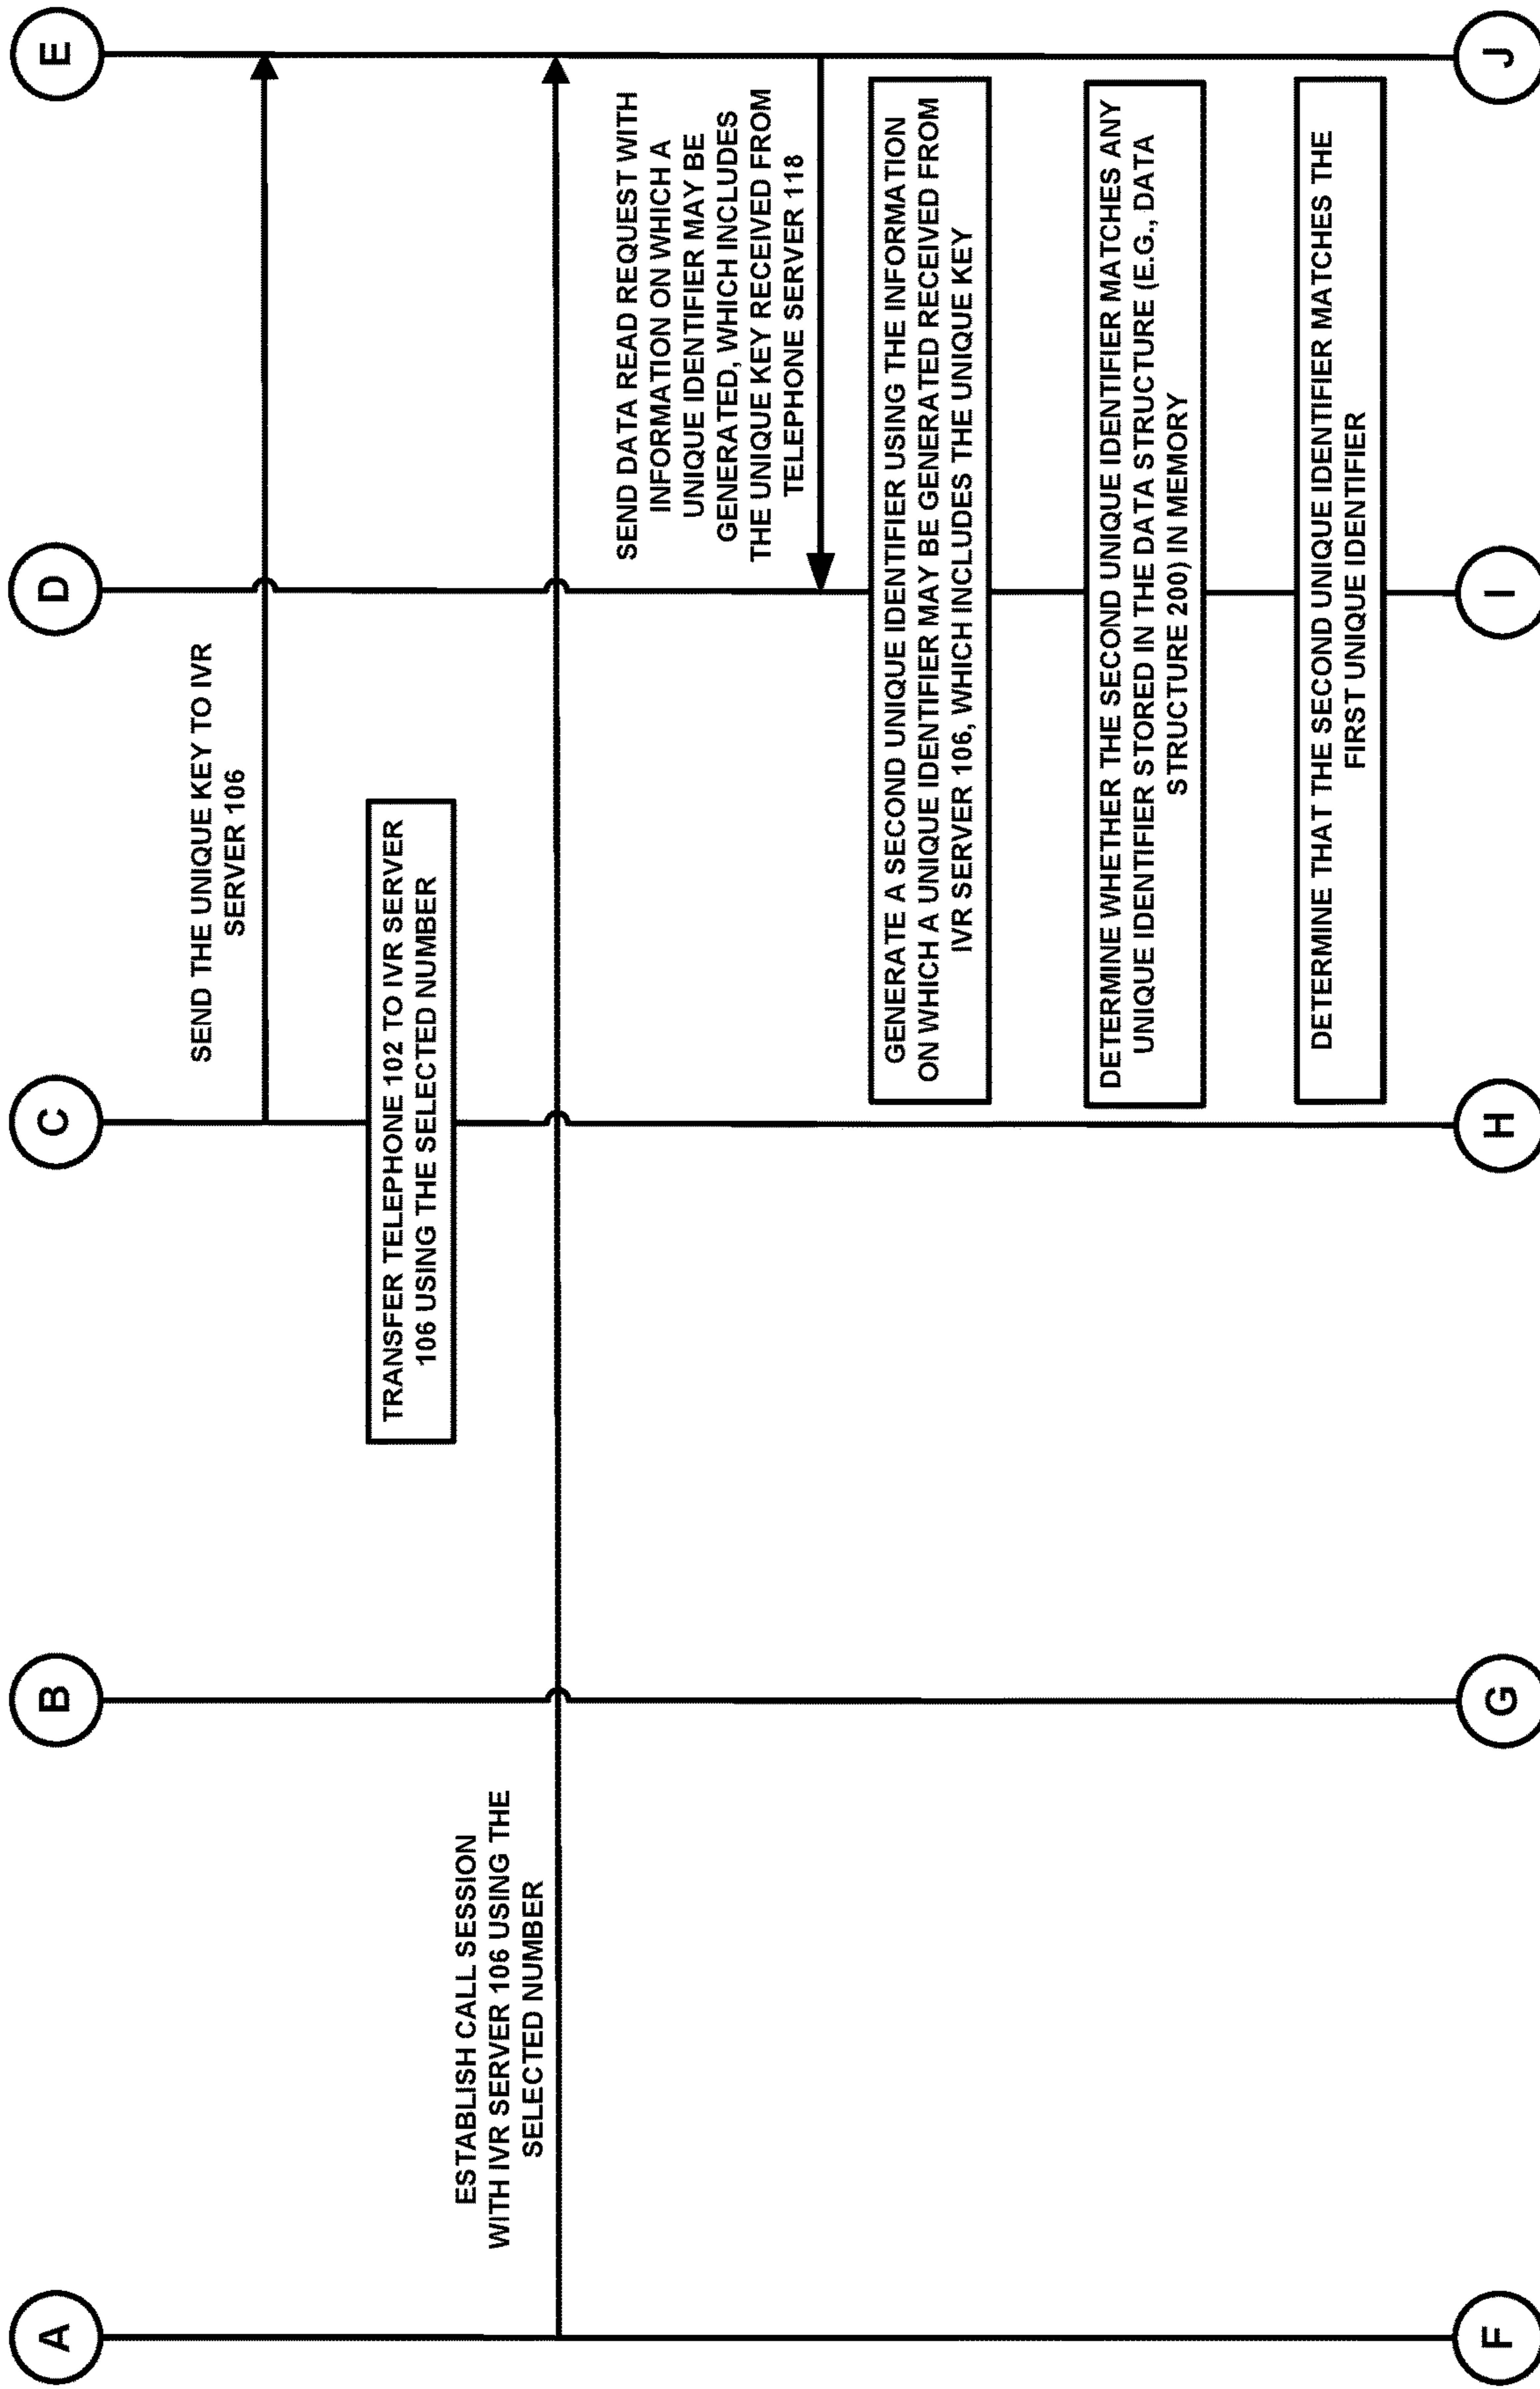 A
B
C
D
E
SEND THE UNIQUE KEY TO IVR
SERVER 106
TRANSFER TELEPHONE 102 TO IVR SERVER
106 USING THE SELECTED NUMBER
ESTABLISH CALL SESSION
WITH IVR SERVER 106 USING THE
SELECTED NUMBER
SEND DATA READ REQUEST WITH
INFORMATION ON WHICH A
UNIQUE IDENTIFIER MAY BE
GENERATED, WHICH INCLUDES
THE UNIQUE KEY RECEIVED FROM
TELEPHONE SERVER 118
GENERATE A SECOND UNIQUE IDENTIFIER USING THE INFORMATION
ON WHICH A UNIQUE IDENTIFIER MAY BE GENERATED RECEIVED FROM
IVR SERVER 106, WHICH INCLUDES THE UNIQUE KEY
DETERMINE WHETHER THE SECOND UNIQUE IDENTIFIER MATCHES ANY
UNIQUE IDENTIFIER STORED IN THE DATA STRUCTURE (E.G., DATA
STRUCTURE 200) IN MEMORY
DETERMINE THAT THE SECOND UNIQUE IDENTIFIER MATCHES THE
FIRST UNIQUE IDENTIFIER
F
G
H
I
J